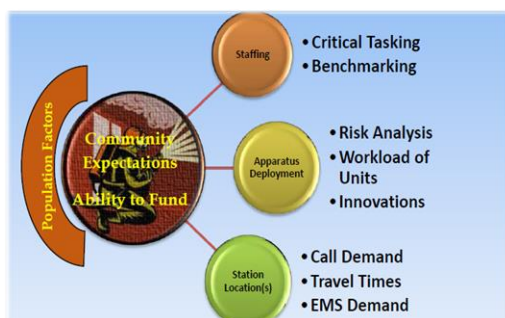 Population Factors
Community
Expectations
Ability to Fund
Staffing
• Critical Tasking
• Benchmarking
Apparatus
Deployment
• Risk Analysis
• Workload of
Units
• Innovations
Station
Location(s)
• Call Demand
• Travel Times
• EMS Demand